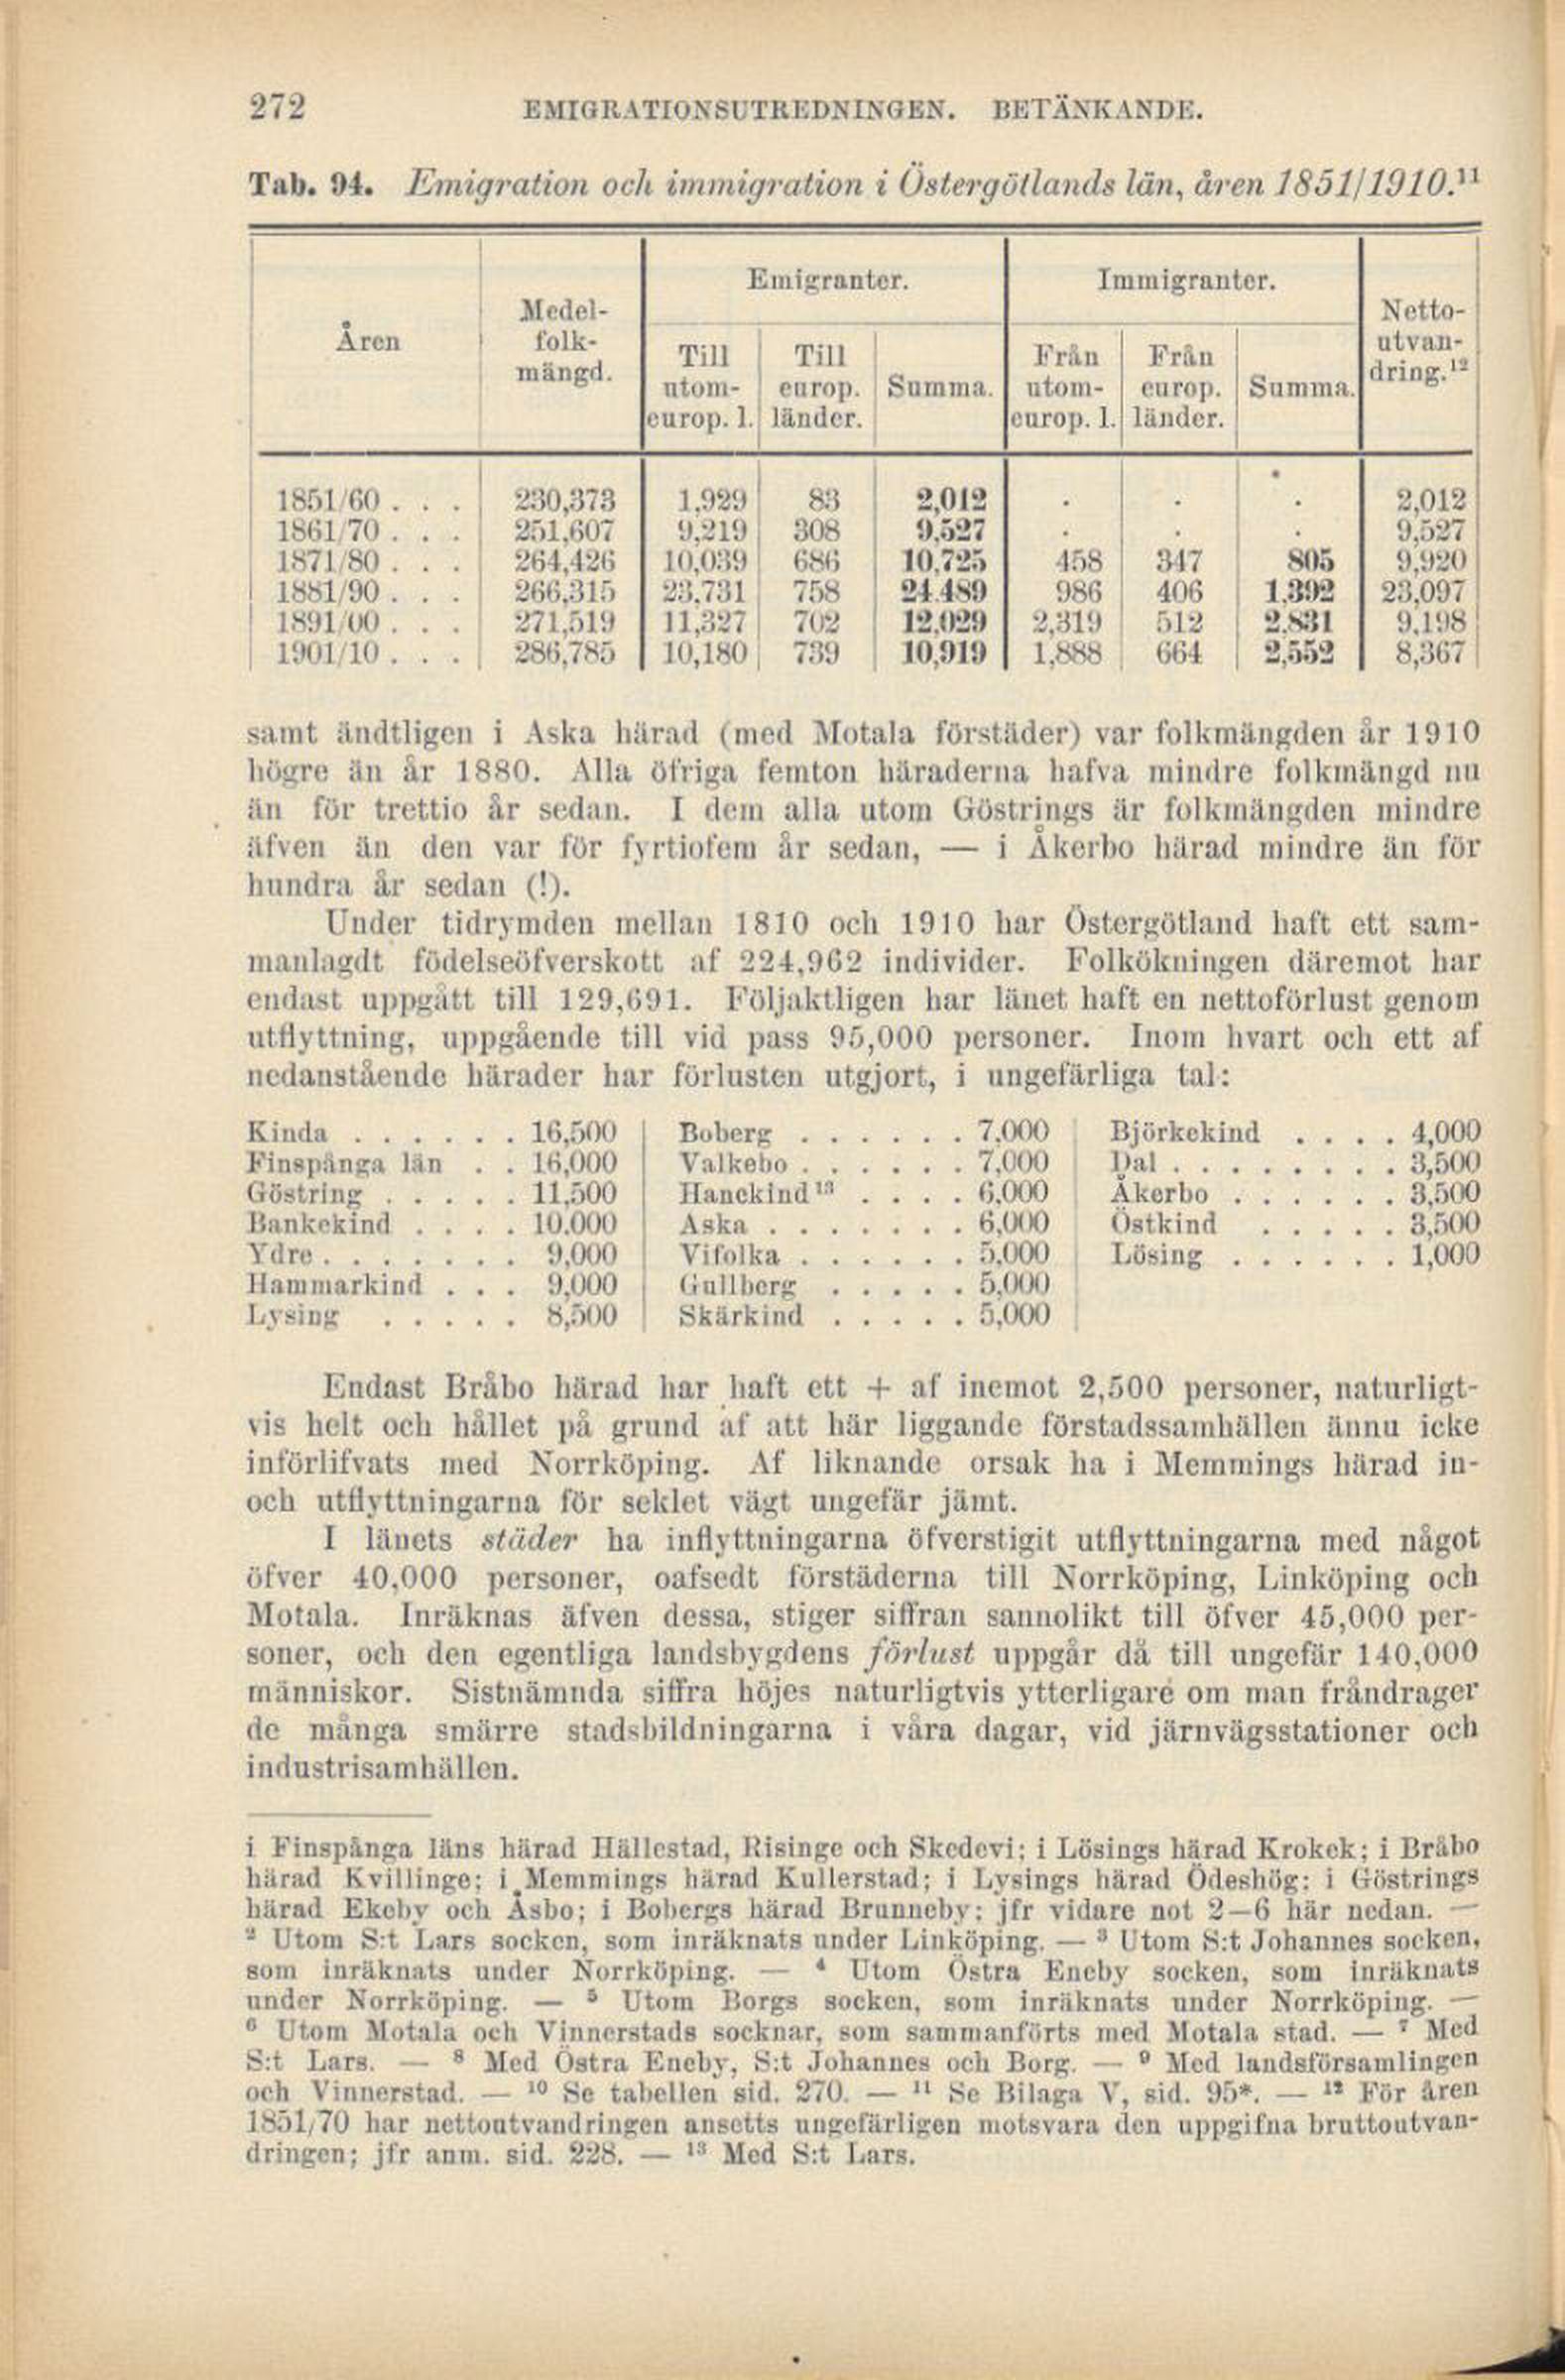 272 EMIGRATIONSUTREDNINGEN. BETÄNKANDE.
Tab. 94. Emigration och immigration i Östergötlands län, åren 1851/1910.¹¹
Åren
Medel-
folk-
mängd.
Emigranter.
Till
utom-
europ. l.
Till
europ.
länder.
Summa.
Immigranter.
Från
utom-
europ. l.
Från
europ.
länder.
Summa.
Netto-
utvan-
dring.¹²
1851/60 . . . 230,373 1,929 83 2,012 . . . 2,012
1861/70 . . . 251,607 9,219 308 9,527 . . . 9,527
1871/80 . . . 264,426 10,039 686 10,725 458 347 805 9,920
1881/90 . . . 266,315 23,731 758 24,489 986 406 1,392 23,097
1891/00 . . . 271,519 11,327 702 12,029 2,319 512 2,831 9,198
1901/10 . . . 286,785 10,180 739 10,919 1,888 664 2,552 8,367
samt ändtligen i Aska härad (med Motala förstäder) var folkmängden år 1910
högre än år 1880. Alla öfriga femton häraderna hafva mindre folkmängd nu
än för trettio år sedan. I dem alla utom Göstrings är folkmängden mindre
äfven än den var för fyrtiofem år sedan, — i Åkerbo härad mindre än för
hundra år sedan (!).
Under tidrymden mellan 1810 och 1910 har Östergötland haft ett sam-
manlagdt födelseöfverskott af 224,962 individer. Folkökningen däremot har
endast uppgått till 129,691. Följaktligen har länet haft en nettoförlust genom
utflyttning, uppgående till vid pass 95,000 personer. Inom hvart och ett af
nedanstående härader har förlusten utgjort, i ungefärliga tal:
Kinda . . . . . . 16,500
Finspånga län . . 16,000
Göstring . . . . . 11,500
Bankekind . . . . 10,000
Ydre . . . . . . . 9,000
Hammarkind . . . 9,000
Lysing . . . . . 8,500
Boberg . . . . . . 7,000
Valkebo . . . . . . 7,000
Hanekind¹³ . . . . 6,000
Aska . . . . . . . 6,000
Vifolka . . . . . . 5,000
Gullberg . . . . . 5,000
Skärkind . . . . . 5,000
Björkekind . . . . 4,000
Dal . . . . . . . . 3,500
Åkerbo . . . . . . 3,500
Östkind . . . . . 3,500
Lösing . . . . . . 1,000
Endast Bråbo härad har haft ett + af inemot 2,500 personer, naturligt-
vis helt och hållet på grund af att här liggande förstadssamhällen ännu icke
införlifvats med Norrköping. Af liknande orsak ha i Memmings härad in-
och utflyttningarna för seklet vägt ungefär jämt.
I länets städer ha inflyttningarna öfverstigit utflyttningarna med något
öfver 40,000 personer, oafsedt förstäderna till Norrköping, Linköping och
Motala. Inräknas äfven dessa, stiger siffran sannolikt till öfver 45,000 per-
soner, och den egentliga landsbygdens förlust uppgår då till ungefär 140,000
människor. Sistnämnda siffra höjes naturligtvis ytterligare om man fråndrager
de många smärre stadsbildningarna i våra dagar, vid järnvägsstationer och
industrisamhällen.
i Finspånga läns härad Hällestad, Risinge och Skedevi; i Lösings härad Krokek; i Bråbo
härad Kvillinge; i Memmings härad Kullerstad; i Lysings härad Ödeshög; i Göstrings
härad Ekeby och Åsbo; i Bobergs härad Brunneby; jfr vidare not 2—6 här nedan. —
² Utom S:t Lars socken, som inräknats under Linköping. — ³ Utom S:t Johannes socken,
som inräknats under Norrköping. — ⁴ Utom Östra Eneby socken, som inräknats
under Norrköping. — ⁵ Utom Borgs socken, som inräknats under Norrköping. —
⁶ Utom Motala och Vinnerstads socknar, som sammanförts med Motala stad. — ⁷ Med
S:t Lars. — ⁸ Med Östra Eneby, S:t Johannes och Borg. — ⁹ Med landsförsamlingen
och Vinnerstad. — ¹⁰ Se tabellen sid. 270. — ¹¹ Se Bilaga V, sid. 95*. — ¹² För åren
1851/70 har nettoutvandringen ansetts ungefärligen motsvara den uppgifna bruttoutvan-
dringen; jfr anm. sid. 228. — ¹³ Med S:t Lars.